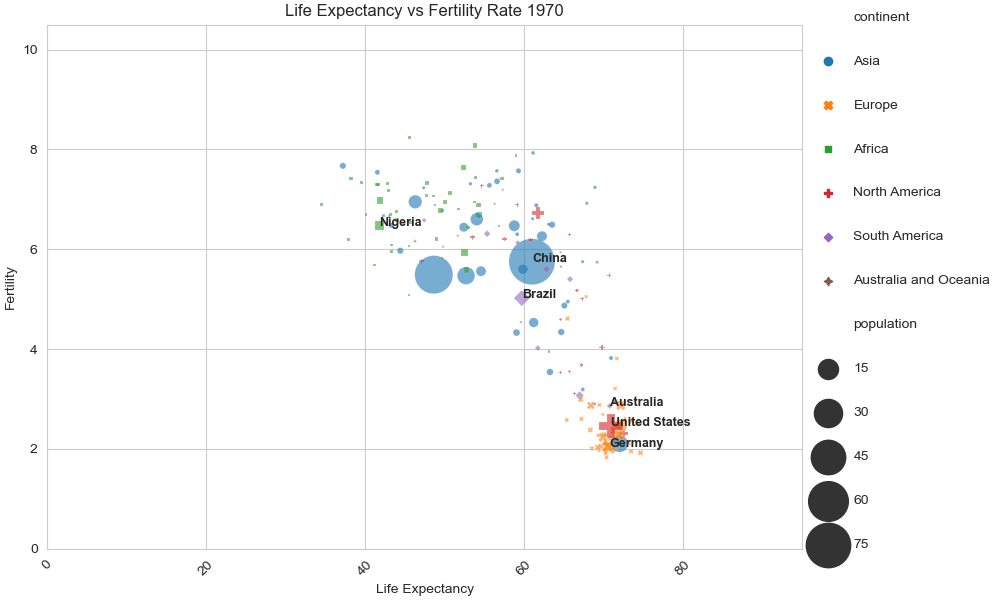 Life Expectancy vs Fertility Rate 1970
10
8
6
4
2
0
Fertility
0
20
40
60
80
Life Expectancy
Nigeria
China
Brazil
Australia
United States
Germany
continent
Asia
Europe
Africa
North America
South America
Australia and Oceania
population
15
30
45
60
75